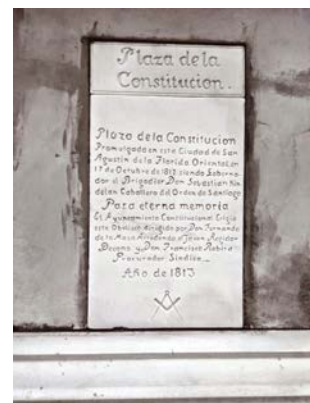 Plaza de la
Constitucion.
Plaza de la Constitucion
Promulgada en esta Ciudad de San
Agustin de la Florida Oriental en
17 de Octubre de 1812 siendo Goberna-
dor el Brigadier Don Sebastian Kin
delan Caballero del Orden de Santiago
Para eterna memoria
El Ayuntamiento Constitucional Erigio
este Obelisco dirigido por Don Fernando
de la Maza Arredondo el Joven Regidor
Decano y Don Francisco Robira
Procurador Sindico
Año de 1813